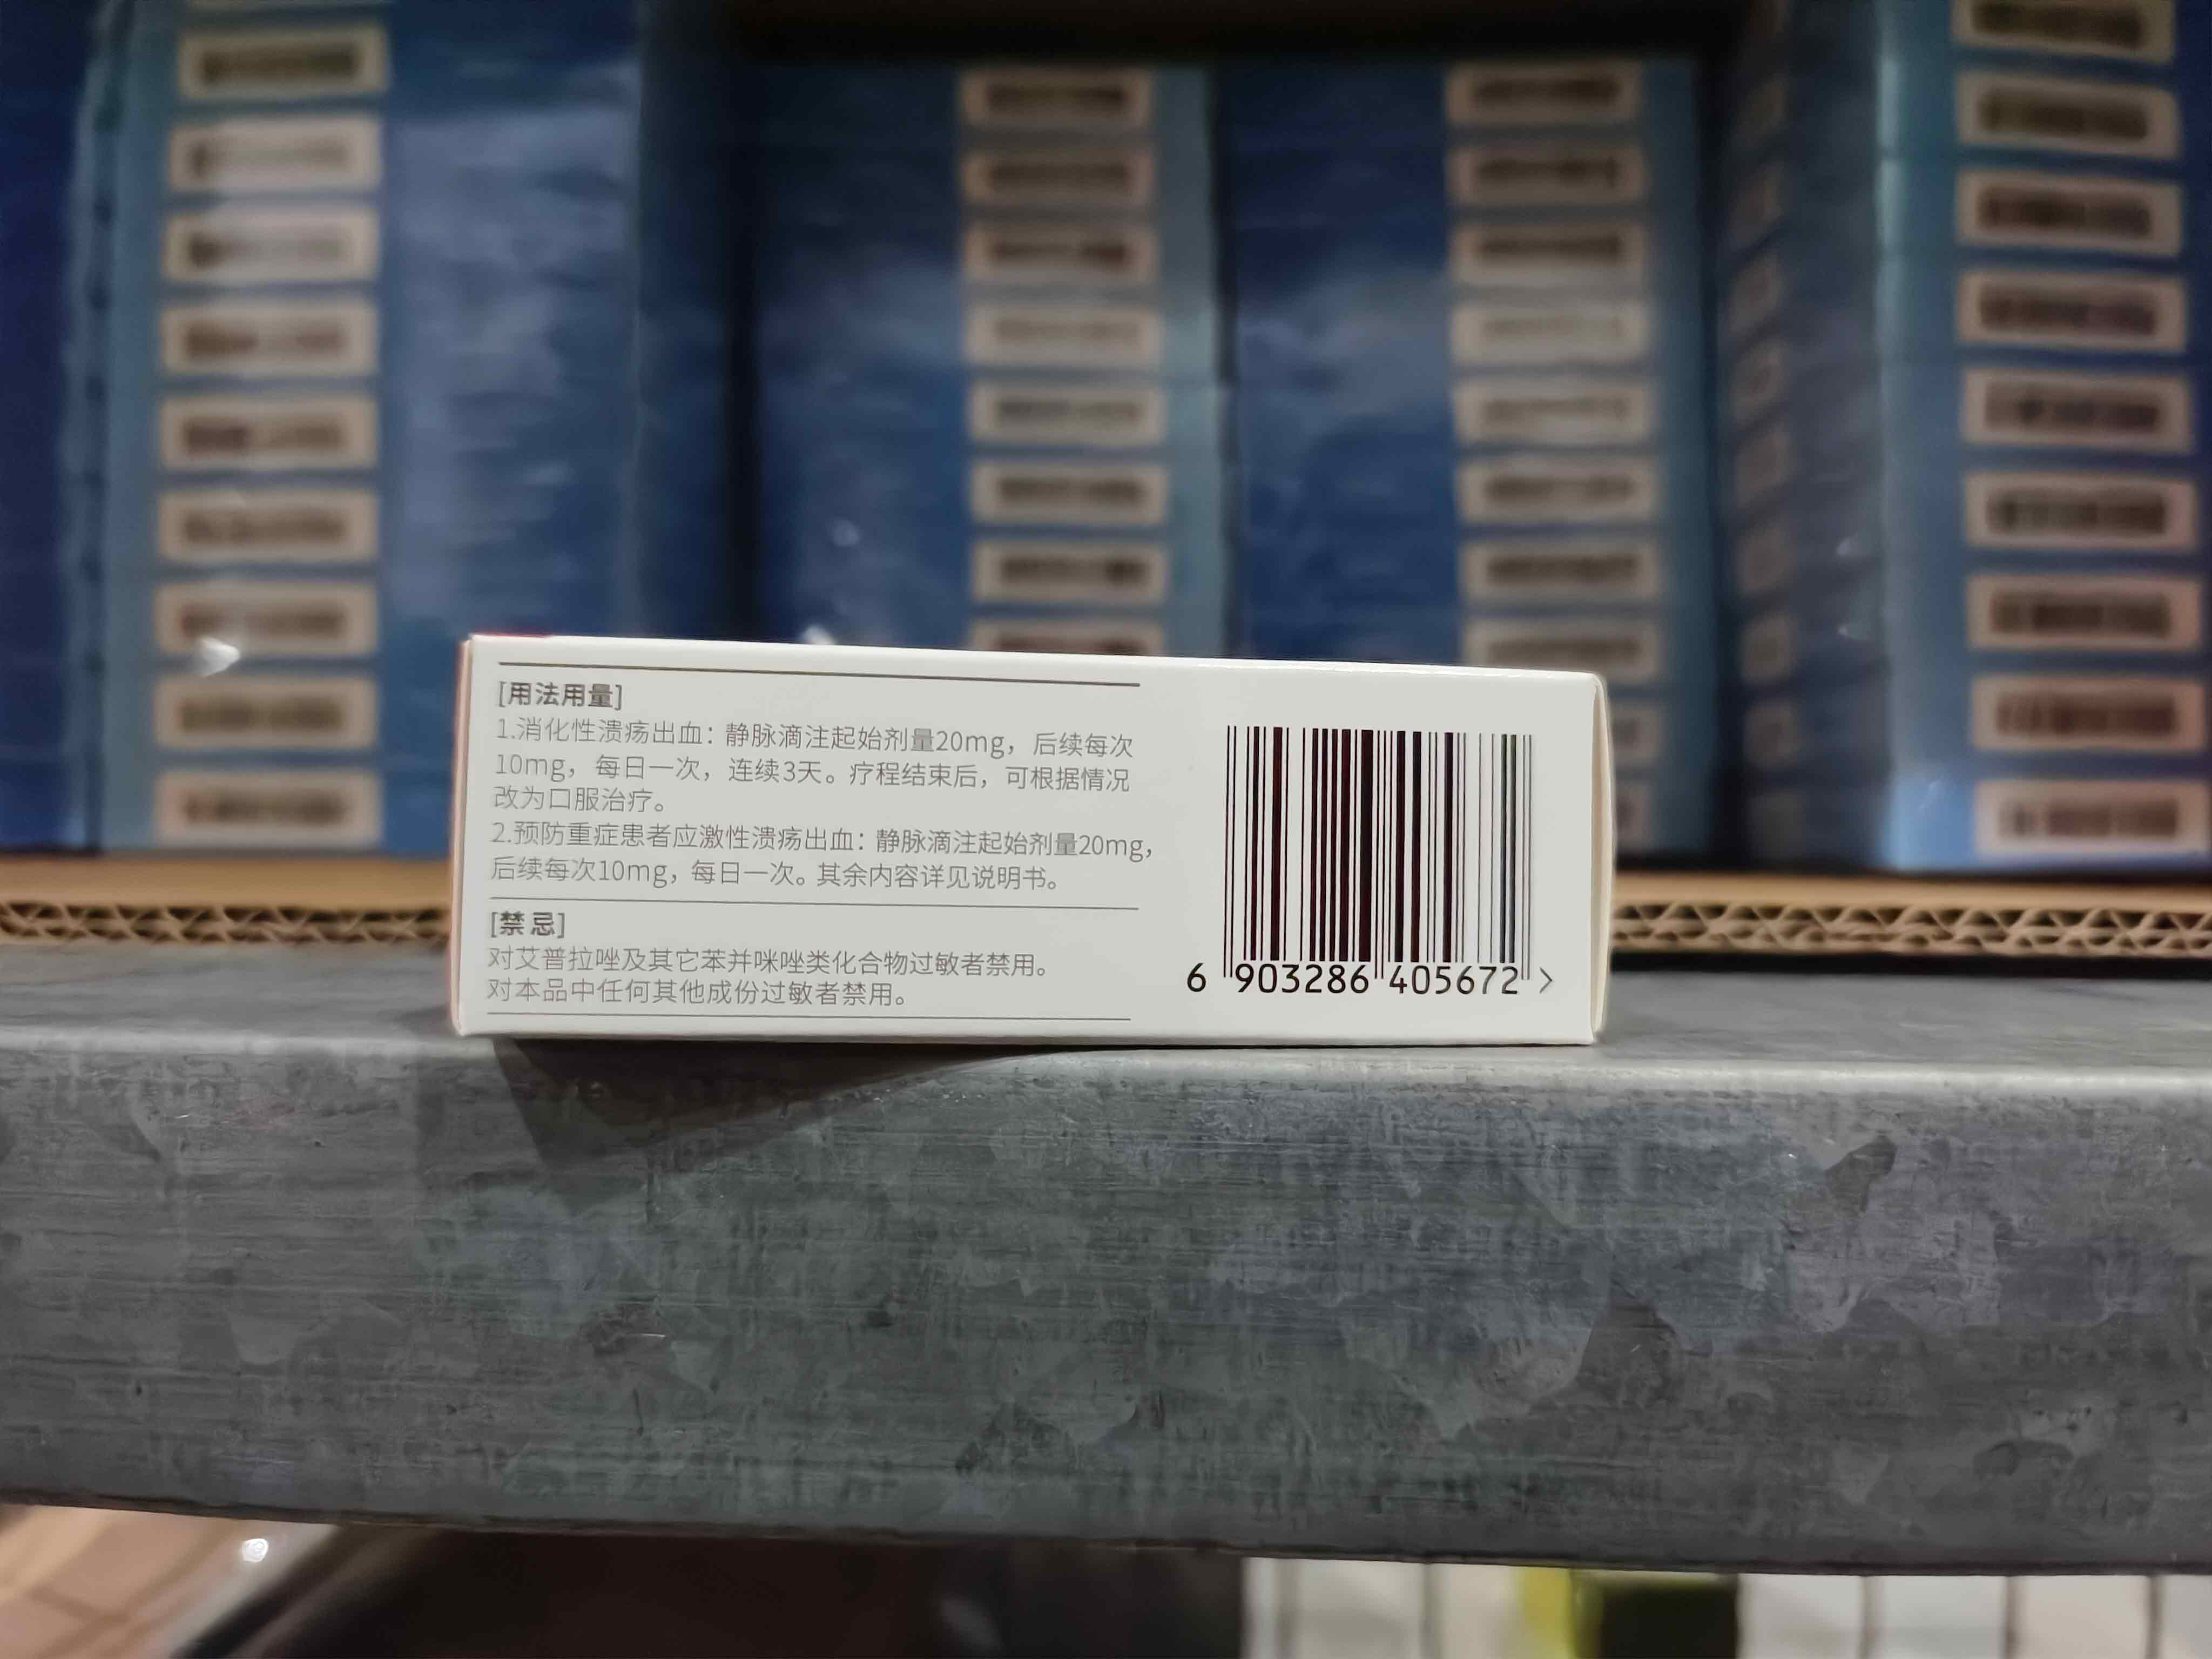 [用法用量]
1.消化性溃疡出血：静脉滴注起始剂量20mg，后续每次
10mg，每日一次，连续3天。疗程结束后，可根据情况
改为口服治疗。
2.预防重症患者应激性溃疡出血：静脉滴注起始剂量20mg，
后续每次10mg，每日一次。其余内容详见说明书。
[禁忌]
对艾普拉唑及其它苯并咪唑类化合物过敏者禁用。
对本品中任何其他成份过敏者禁用。
6 903286 405672 >